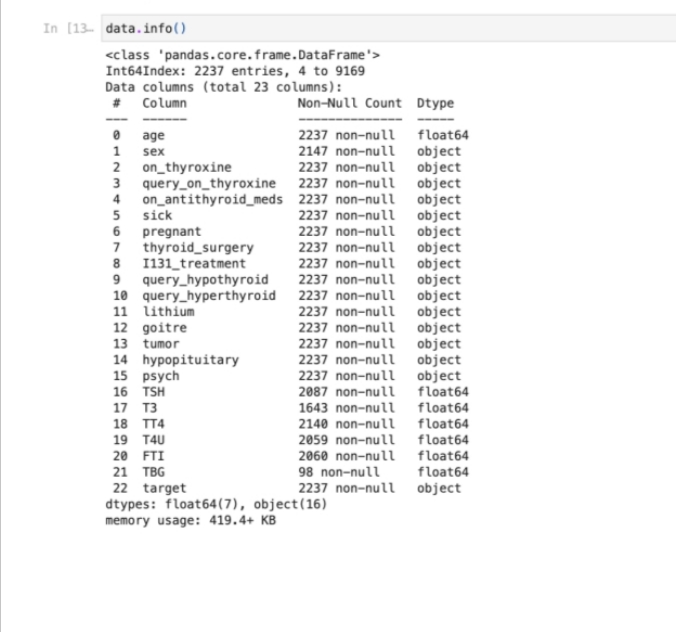 In [13… data.info()
<class 'pandas.core.frame.DataFrame'>
Int64Index: 2237 entries, 4 to 9169
Data columns (total 23 columns):
 #   Column               Non-Null Count  Dtype
---  ------               --------------  -----
 0   age                  2237 non-null   float64
 1   sex                  2147 non-null   object
 2   on_thyroxine         2237 non-null   object
 3   query_on_thyroxine   2237 non-null   object
 4   on_antithyroid_meds  2237 non-null   object
 5   sick                 2237 non-null   object
 6   pregnant             2237 non-null   object
 7   thyroid_surgery      2237 non-null   object
 8   I131_treatment       2237 non-null   object
 9   query_hypothyroid    2237 non-null   object
 10  query_hyperthyroid   2237 non-null   object
 11  lithium              2237 non-null   object
 12  goitre               2237 non-null   object
 13  tumor                2237 non-null   object
 14  hypopituitary        2237 non-null   object
 15  psych                2237 non-null   object
 16  TSH                  2087 non-null   float64
 17  T3                   1643 non-null   float64
 18  TT4                  2140 non-null   float64
 19  T4U                  2059 non-null   float64
 20  FTI                  2060 non-null   float64
 21  TBG                  98 non-null     float64
 22  target               2237 non-null   object
dtypes: float64(7), object(16)
memory usage: 419.4+ KB